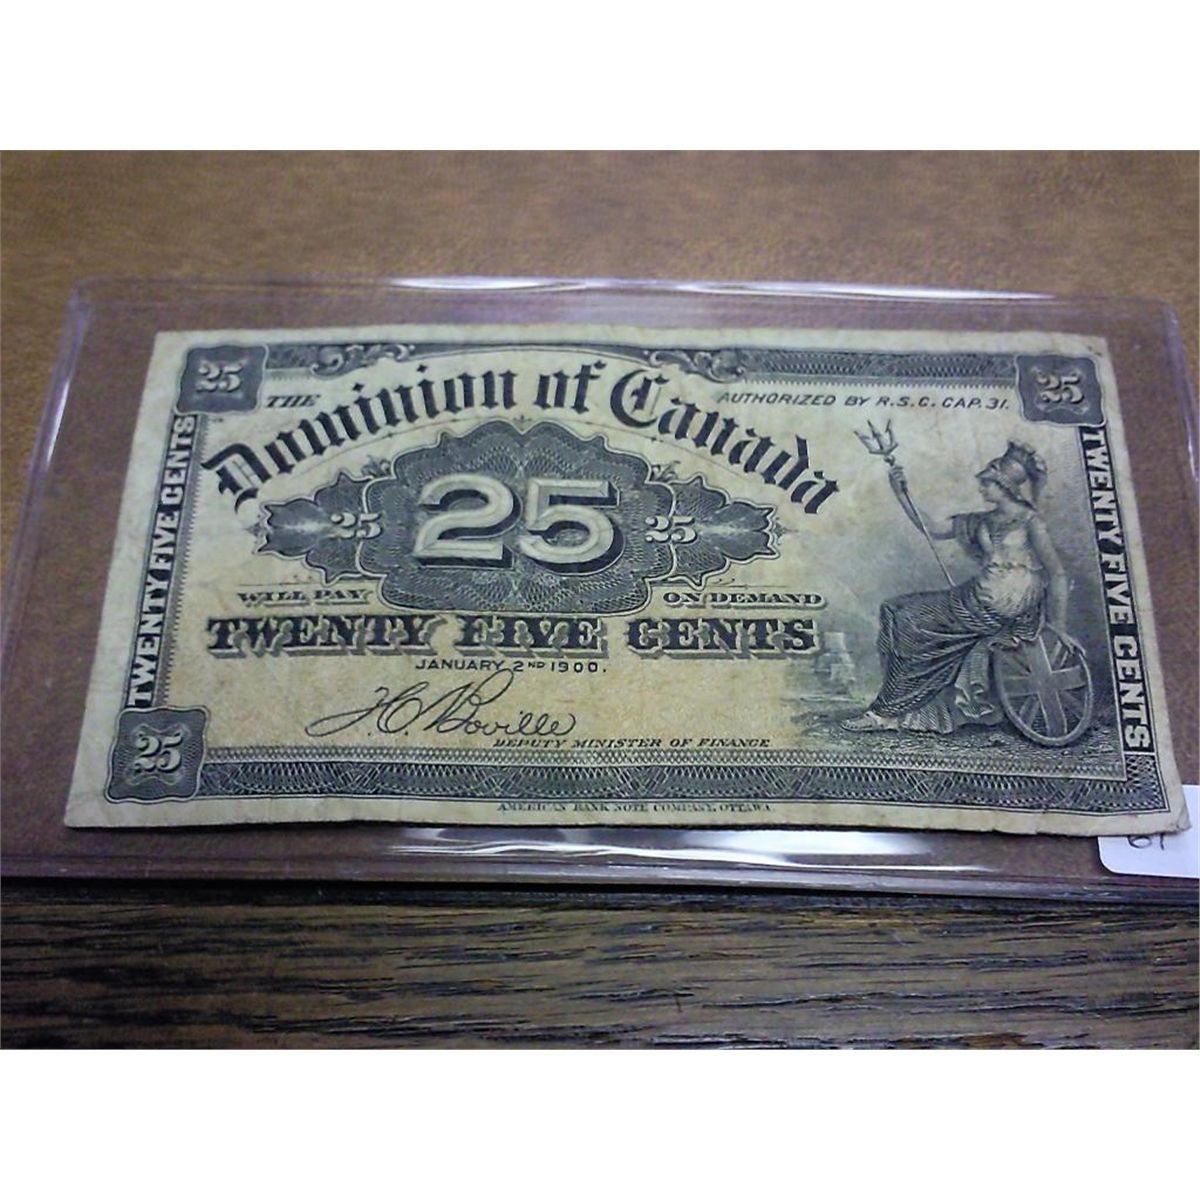 25
25
THE
AUTHORIZED BY R.S.C. CAP. 31.
Dominion of Canada
25
25
25
TWENTY FIVE CENTS
TWENTY FIVE CENTS
WILL PAY
ON DEMAND
TWENTY FIVE CENTS
JANUARY 2ND 1900.
J.C. Boville
DEPUTY MINISTER OF FINANCE
25
AMERICAN BANK NOTE COMPANY, OTTAWA.